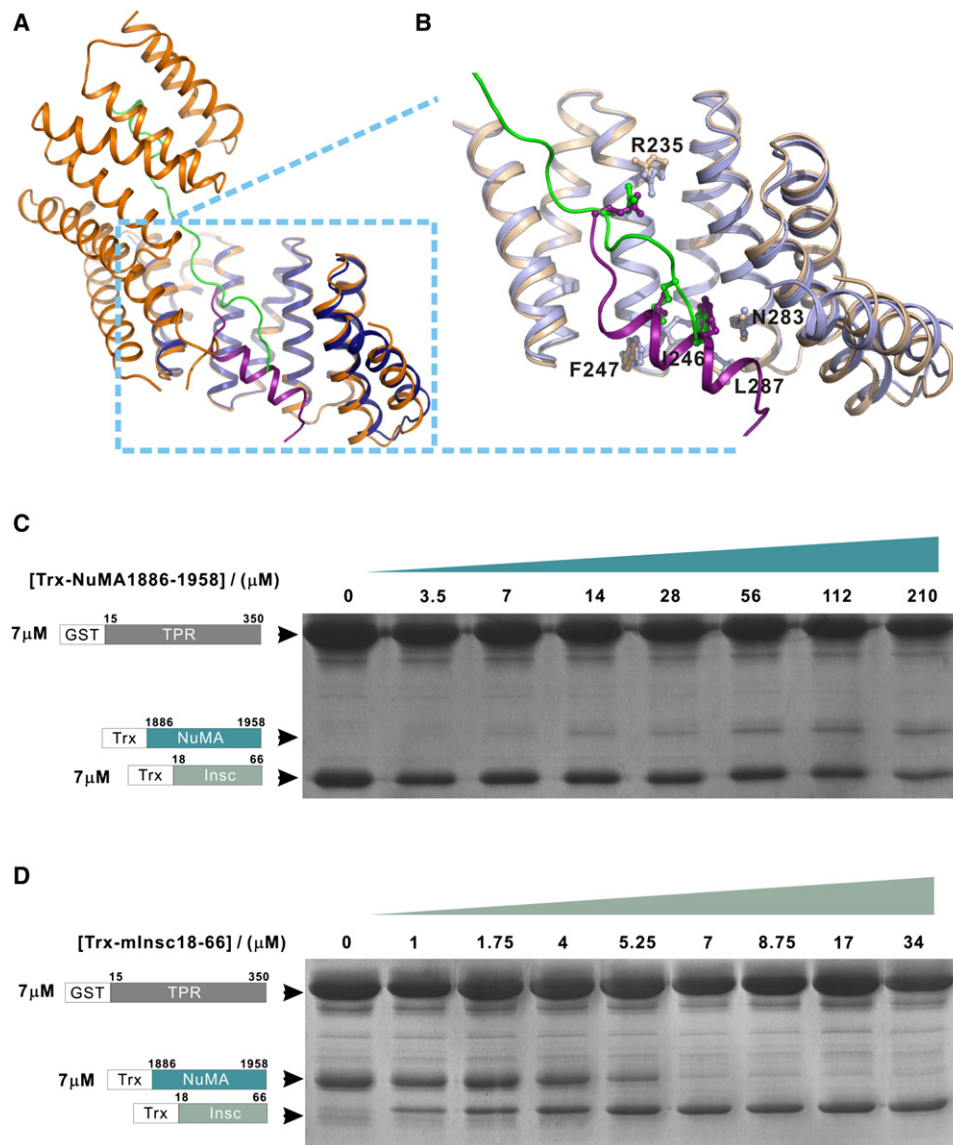 A
B
R235
N283
I246
F247
L287
C
[Trx-NuMA1886-1958] / (μM)
0 3.5 7 14 28 56 112 210
15 350
7μM GST TPR
1886 1958
Trx NuMA
18 66
7μM Trx Insc
D
[Trx-mInsc18-66] / (μM)
0 1 1.75 4 5.25 7 8.75 17 34
15 350
7μM GST TPR
1886 1958
7μM Trx NuMA
18 66
Trx Insc